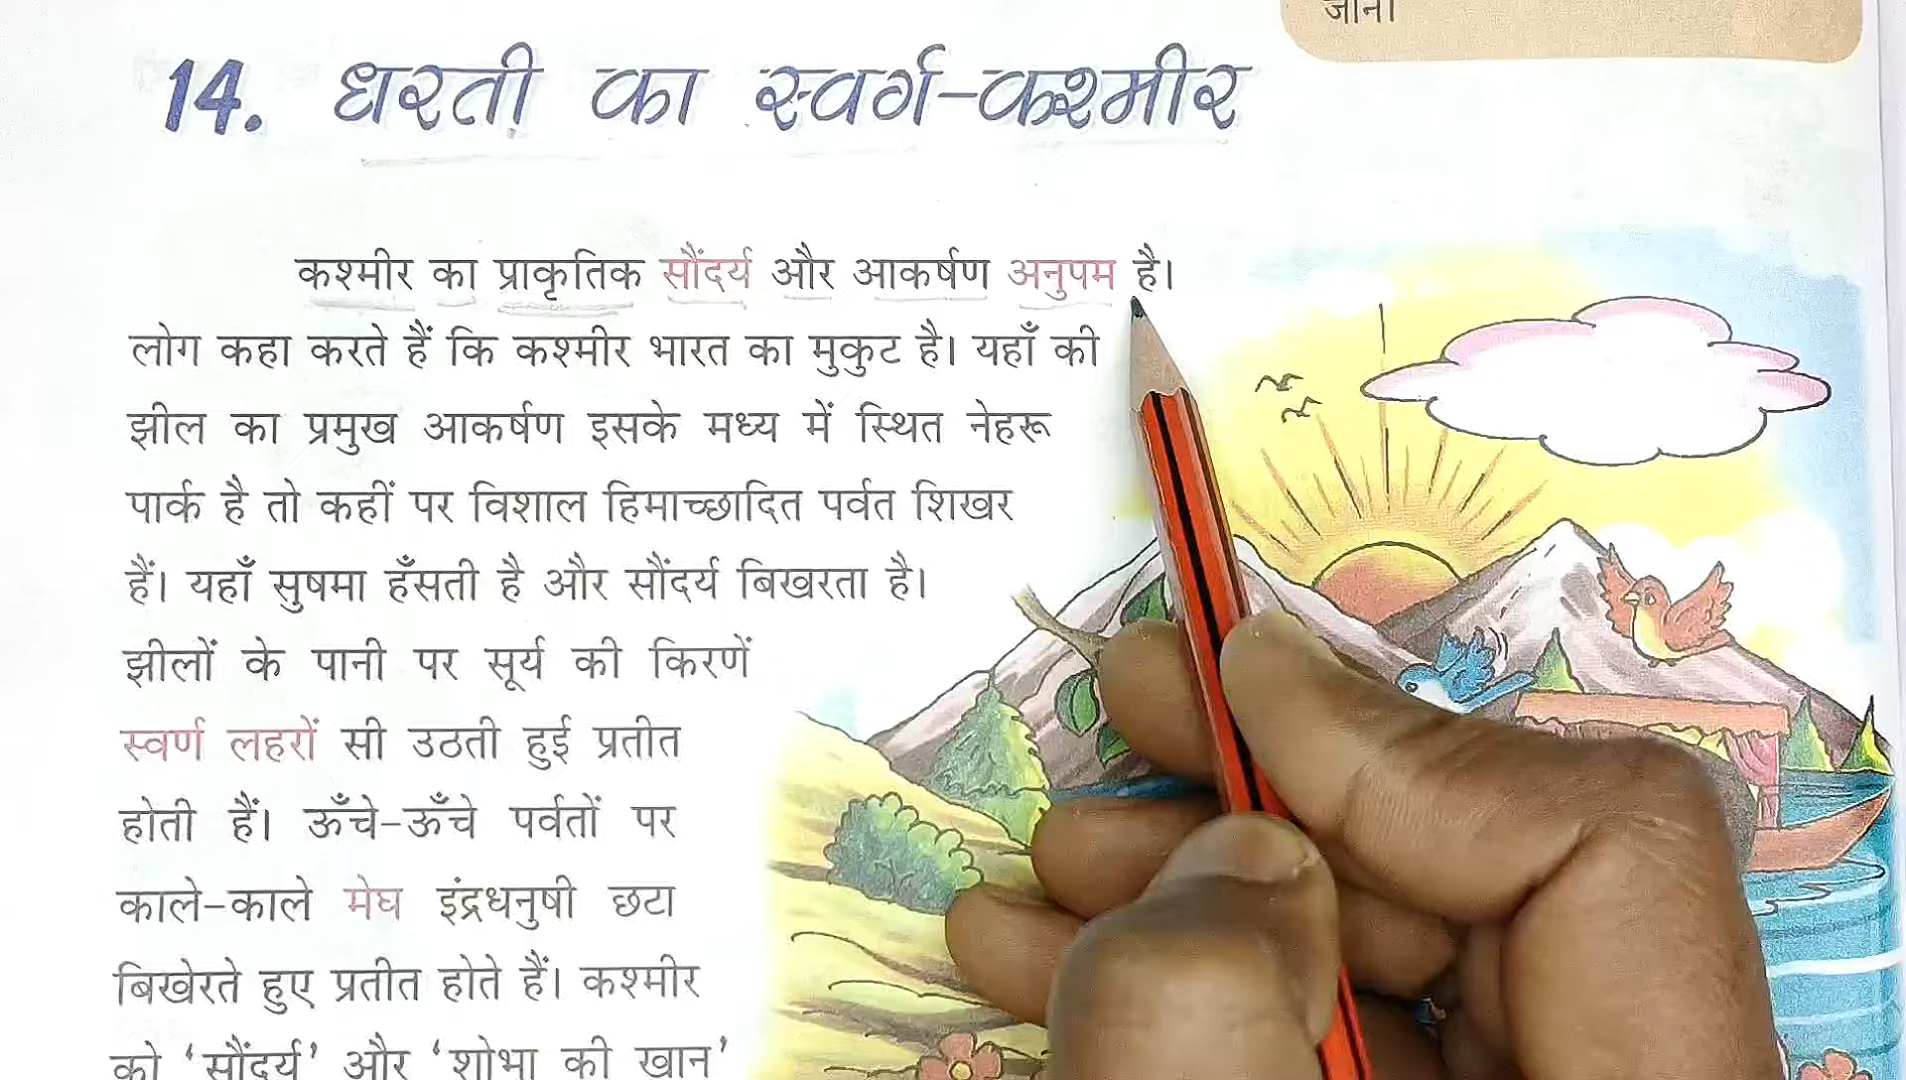 जाना
14. धरती का स्वर्ग-कश्मीर
कश्मीर का प्राकृतिक सौंदर्य और आकर्षण अनुपम है।
लोग कहा करते हैं कि कश्मीर भारत का मुकुट है। यहाँ की
झील का प्रमुख आकर्षण इसके मध्य में स्थित नेहरू
पार्क है तो कहीं पर विशाल हिमाच्छादित पर्वत शिखर
हैं। यहाँ सुषमा हँसती है और सौंदर्य बिखरता है।
झीलों के पानी पर सूर्य की किरणें
स्वर्ण लहरों सी उठती हुई प्रतीत
होती हैं। ऊँचे-ऊँचे पर्वतों पर
काले-काले मेघ इंद्रधनुषी छटा
बिखेरते हुए प्रतीत होते हैं। कश्मीर
को ‘सौंदर्य’ और ‘शोभा की खान’